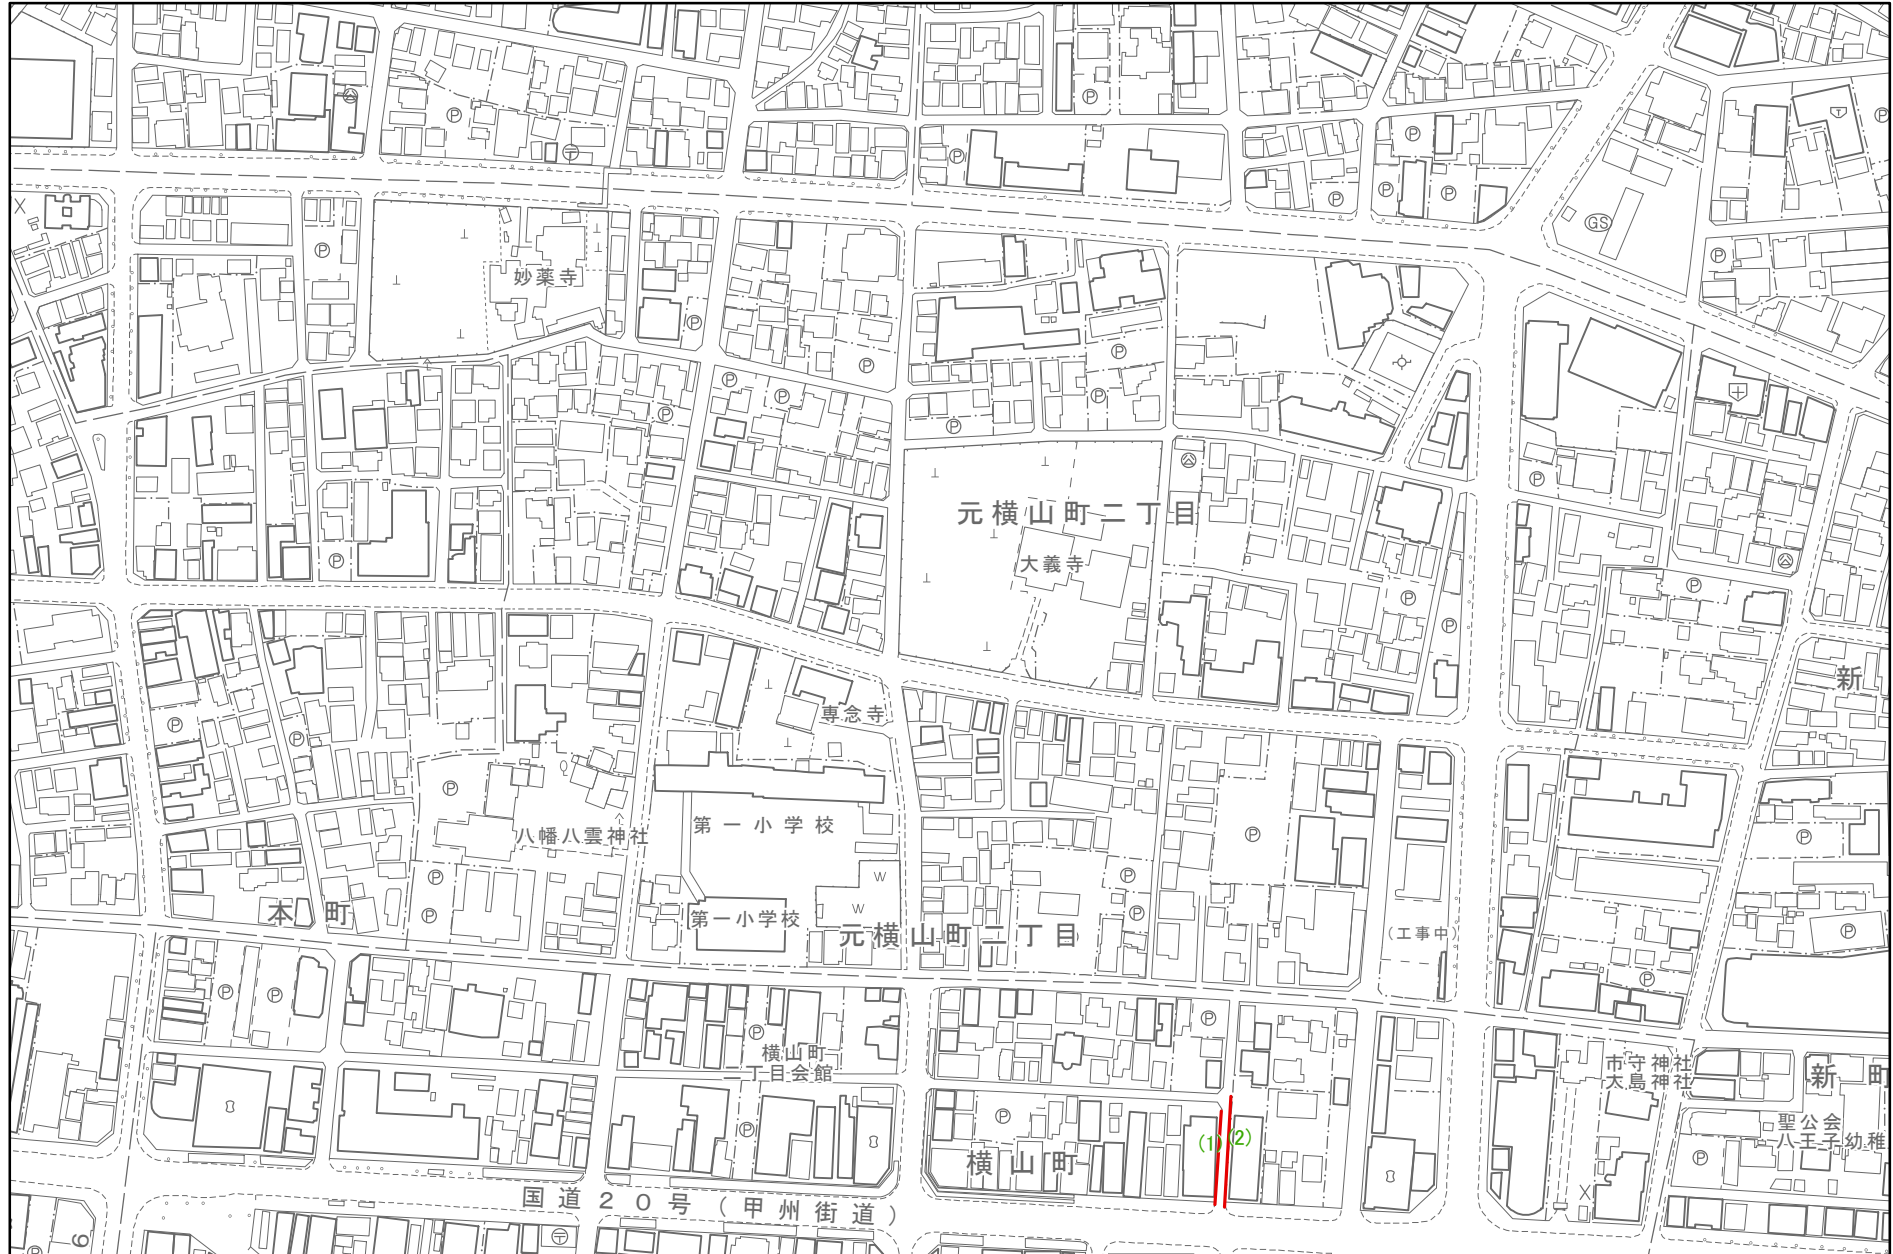 GS
妙薬寺
元横山町二丁目
大義寺
新
専念寺
第一小学校
八幡八雲神社
W
本町
W
第一小学校
元横山町二丁目
(工事中)
横山町
一丁目会館
市守神社
大鳥神社
新町
聖公会
八王子幼稚
(1)
(2)
横山町
国道20号(甲州街道)